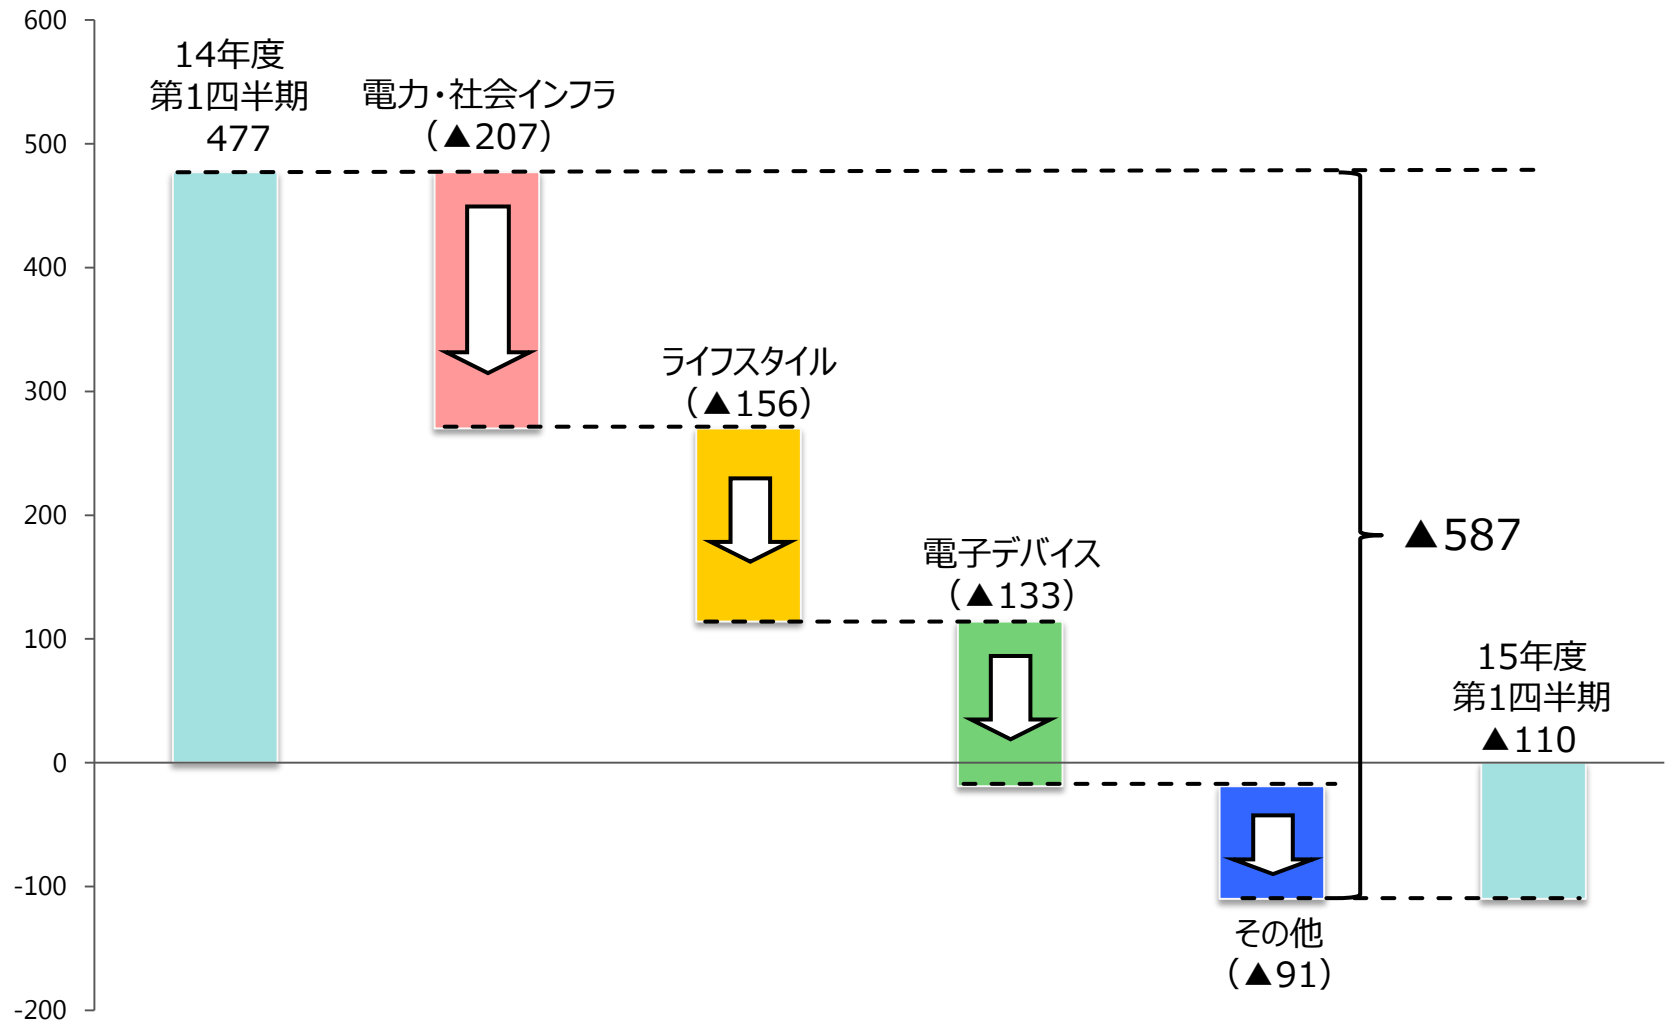 600
500
400
300
200
100
0
-100
-200
14年度
第1四半期
477
電力・社会インフラ
（▲207）
ライフスタイル
（▲156）
電子デバイス
（▲133）
その他
（▲91）
▲587
15年度
第1四半期
▲110